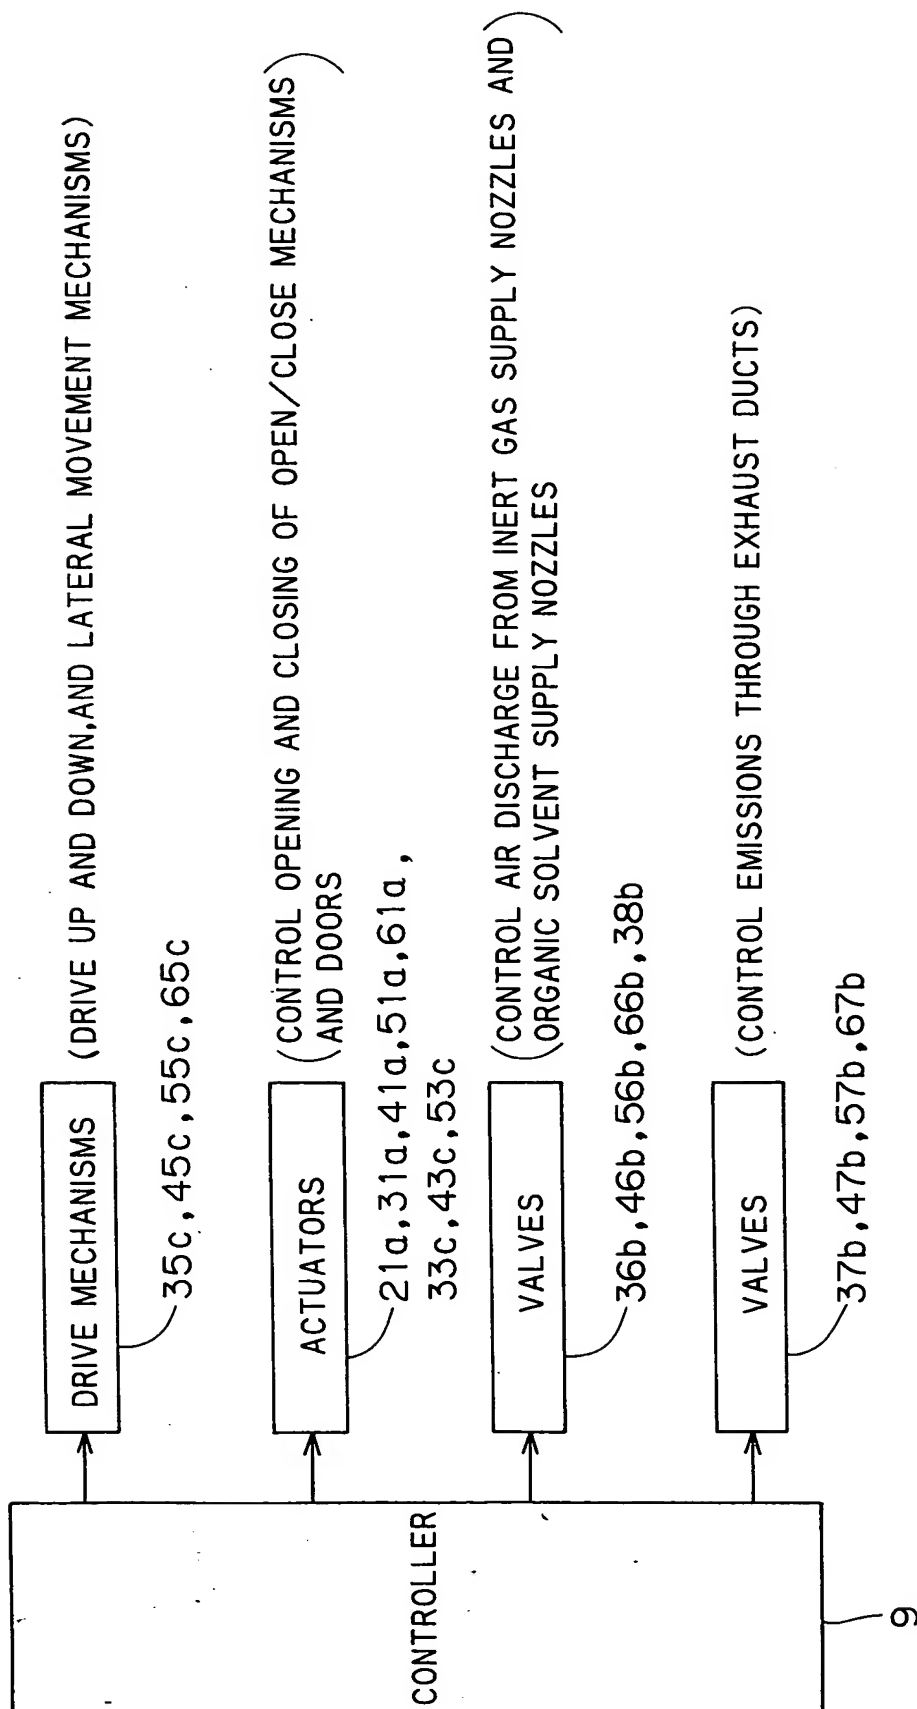 CONTROLLER
9
DRIVE MECHANISMS
(DRIVE UP AND DOWN,AND LATERAL MOVEMENT MECHANISMS)
35c,45c,55c,65c
ACTUATORS
(CONTROL OPENING AND CLOSING OF OPEN/CLOSE MECHANISMS
AND DOORS)
21a,31a,41a,51a,61a,
33c,43c,53c
VALVES
(CONTROL AIR DISCHARGE FROM INERT GAS SUPPLY NOZZLES AND
ORGANIC SOLVENT SUPPLY NOZZLES)
36b,46b,56b,66b,38b
VALVES
(CONTROL EMISSIONS THROUGH EXHAUST DUCTS)
37b,47b,57b,67b